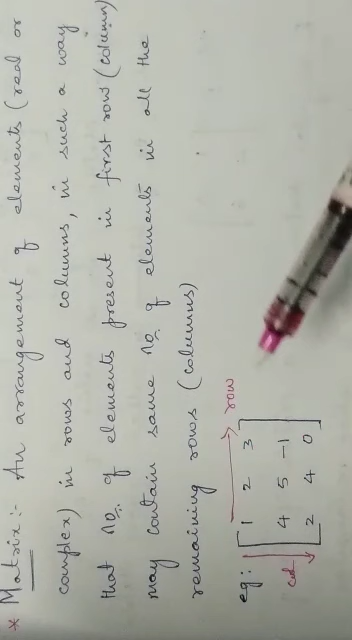 * Matrix :- An arrangement of elements (real or
complex) in rows and columns, in such a way
that no. of elements present in first row (column)
may contain same no. of elements in all the
remaining rows (columns)
eg: [ 1 2 3 ] row
4 5 -1
col 2 4 0